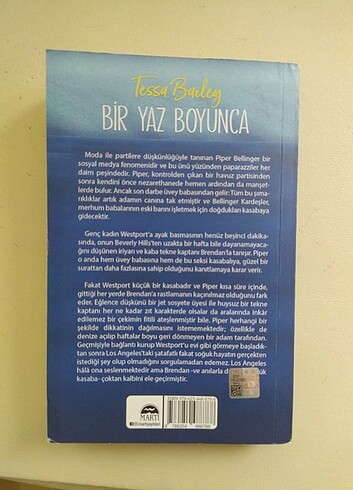 Tessa Bailey
BİR YAZ BOYUNCA
Moda ile partilere düşkünlüğüyle tanınan Piper Bellinger bir
sosyal medya fenomenidir ve bu ünü yüzünden paparazziler her
daim peşindedir. Piper, kontrolden çıkan bir havuz partisinden
sonra kendini önce nezarethanede hemen ardından da manşet-
lerde bulur. Ancak son darbe üvey babasından gelir: Tüm bu şıma-
rıklıklar artık adamın canına tak etmiştir ve Bellinger Kardeşler,
merhum babalarının eski barını işletmek için doğdukları kasabaya
gidecektir.
Genç kadın Westport'a ayak basmasının henüz beşinci dakika-
sında, onun Beverly Hills'ten uzakta bir hafta bile dayanamayaca-
ğını düşünen iriyarı ve kaba tekne kaptanı Brendan'la tanışır. Piper
o anda hem üvey babasına hem de bu seksi kasabalıya, güzel bir
surattan daha fazlasına sahip olduğunu kanıtlamaya karar verir.
Fakat Westport küçük bir kasabadır ve Piper kısa süre içinde,
gittiği her yerde Brendan'a rastlamanın kaçınılmaz olduğunu fark
eder. Eğlence düşkünü bir jet sosyete üyesi ile huysuz bir tekne
kaptanı her ne kadar zıt karakterde olsalar da aralarında inkâr
edilemez bir çekimin fitili ateşlenmiştir bile. Piper herhangi bir
şekilde dikkatinin dağılmasını istememektedir; özellikle de
denize açılıp haftalar boyu geri dönmeyen bir adam tarafından.
Geçmişiyle bağlantı kurup Westport'u evi gibi görmeye başladık-
tan sonra Los Angeles'taki şatafatlı fakat soğuk hayatın gerçekten
istediği şey olup olmadığını sorgulamadan edemez. Los Angeles
hâlâ ona seslenmektedir ama Brendan -ve anılarla do
kasaba- çoktan kalbini ele geçirmiştir.
MARTI